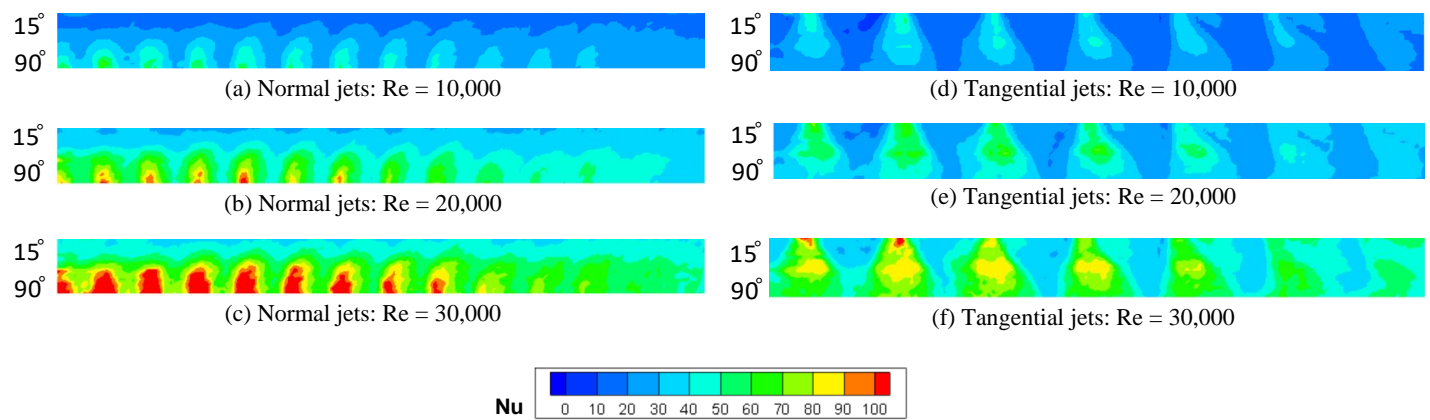 15°
90°
(a) Normal jets: Re = 10,000
15°
90°
(b) Normal jets: Re = 20,000
15°
90°
(c) Normal jets: Re = 30,000
15°
90°
(d) Tangential jets: Re = 10,000
15°
90°
(e) Tangential jets: Re = 20,000
15°
90°
(f) Tangential jets: Re = 30,000
Nu 0 10 20 30 40 50 60 70 80 90 100